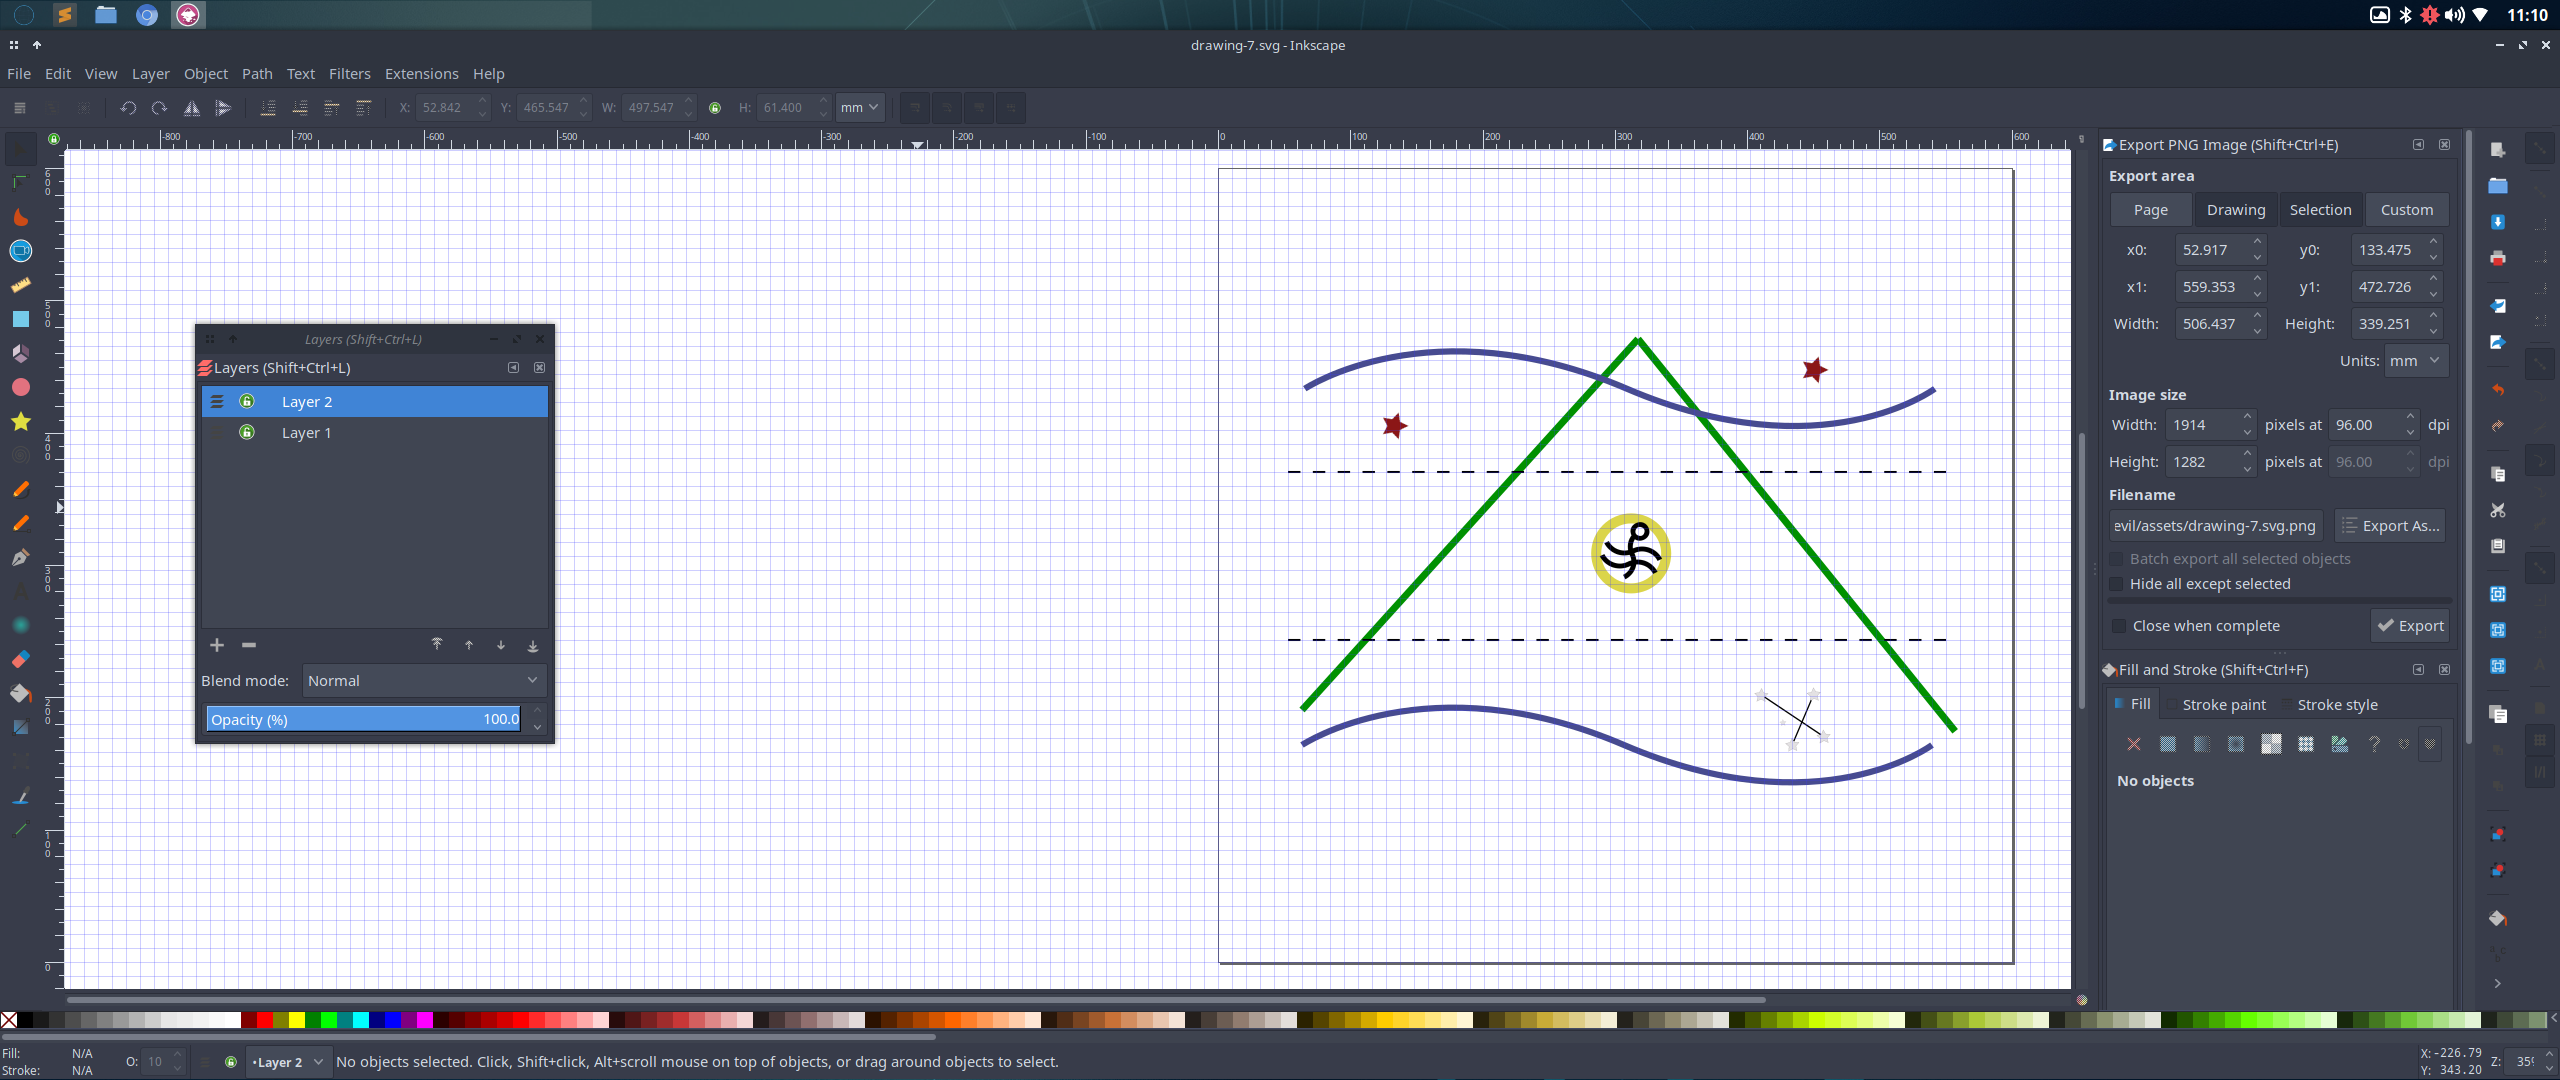 11:10
drawing-7.svg - Inkscape
File Edit View Layer Object Path Text Filters Extensions Help
X: 52.842 Y: 465.547 W: 497.547 H: 61.400 mm
-800 -700 -600 -500 -400 -300 -200 -100 0 100 200 300 400 500 600
600
500
400
300
200
100
0
Layers (Shift+Ctrl+L)
Layers (Shift+Ctrl+L)
Layer 2
Layer 1
Blend mode: Normal
Opacity (%) 100.0
Export PNG Image (Shift+Ctrl+E)
Export area
Page Drawing Selection Custom
x0: 52.917 y0: 133.475
x1: 559.353 y1: 472.726
Width: 506.437 Height: 339.251
Units: mm
Image size
Width: 1914 pixels at 96.00 dpi
Height: 1282 pixels at 96.00 dpi
Filename
evil/assets/drawing-7.svg.png Export As...
Batch export all selected objects
Hide all except selected
Close when complete Export
Fill and Stroke (Shift+Ctrl+F)
Fill Stroke paint Stroke style
No objects
Fill: N/A
Stroke: N/A
O: 10
•Layer 2
No objects selected. Click, Shift+click, Alt+scroll mouse on top of objects, or drag around objects to select.
X: -226.79
Y: 343.20
Z: 35